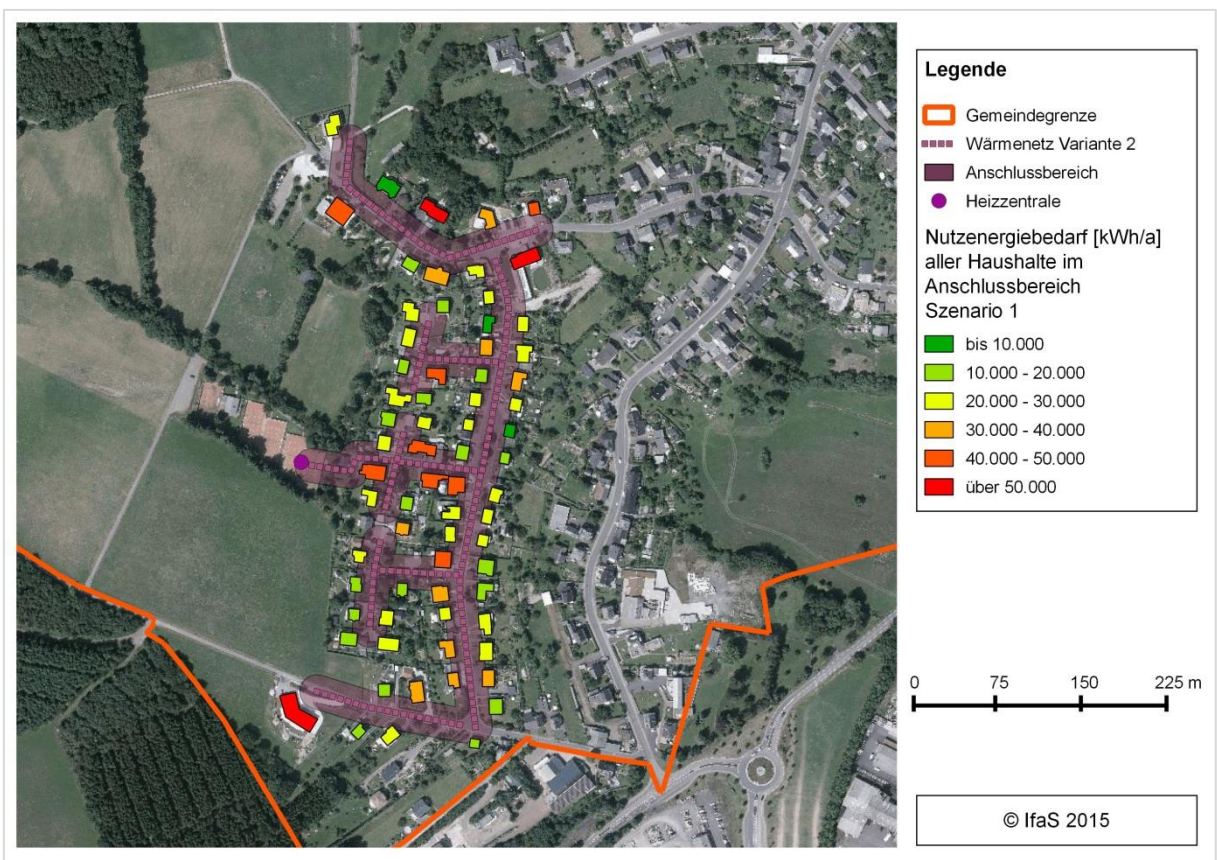 Legende
Gemeindegrenze
Wärmenetz Variante 2
Anschlussbereich
Heizzentrale
Nutzenergiebedarf [kWh/a]
aller Haushalte im
Anschlussbereich
Szenario 1
bis 10.000
10.000 - 20.000
20.000 - 30.000
30.000 - 40.000
40.000 - 50.000
über 50.000
0 75 150 225 m
© IfaS 2015